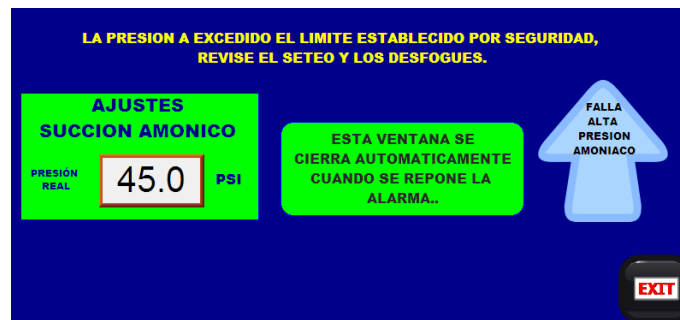 LA PRESION A EXCEDIDO EL LIMITE ESTABLECIDO POR SEGURIDAD,
REVISE EL SETEO Y LOS DESFOGUES.
AJUSTES
SUCCION AMONICO
PRESIÓN
REAL
45.0
PSI
ESTA VENTANA SE
CIERRA AUTOMATICAMENTE
CUANDO SE REPONE LA
ALARMA..
FALLA
ALTA
PRESION
AMONIACO
EXIT